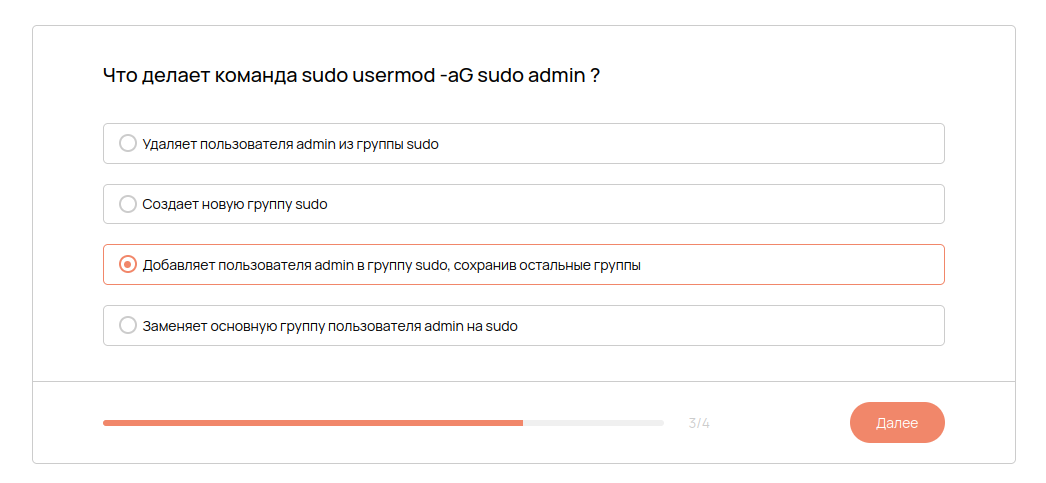 Что делает команда sudo usermod -aG sudo admin ?
Удаляет пользователя admin из группы sudo
Создает новую группу sudo
Добавляет пользователя admin в группу sudo, сохранив остальные группы
Заменяет основную группу пользователя admin на sudo
3/4
Далее